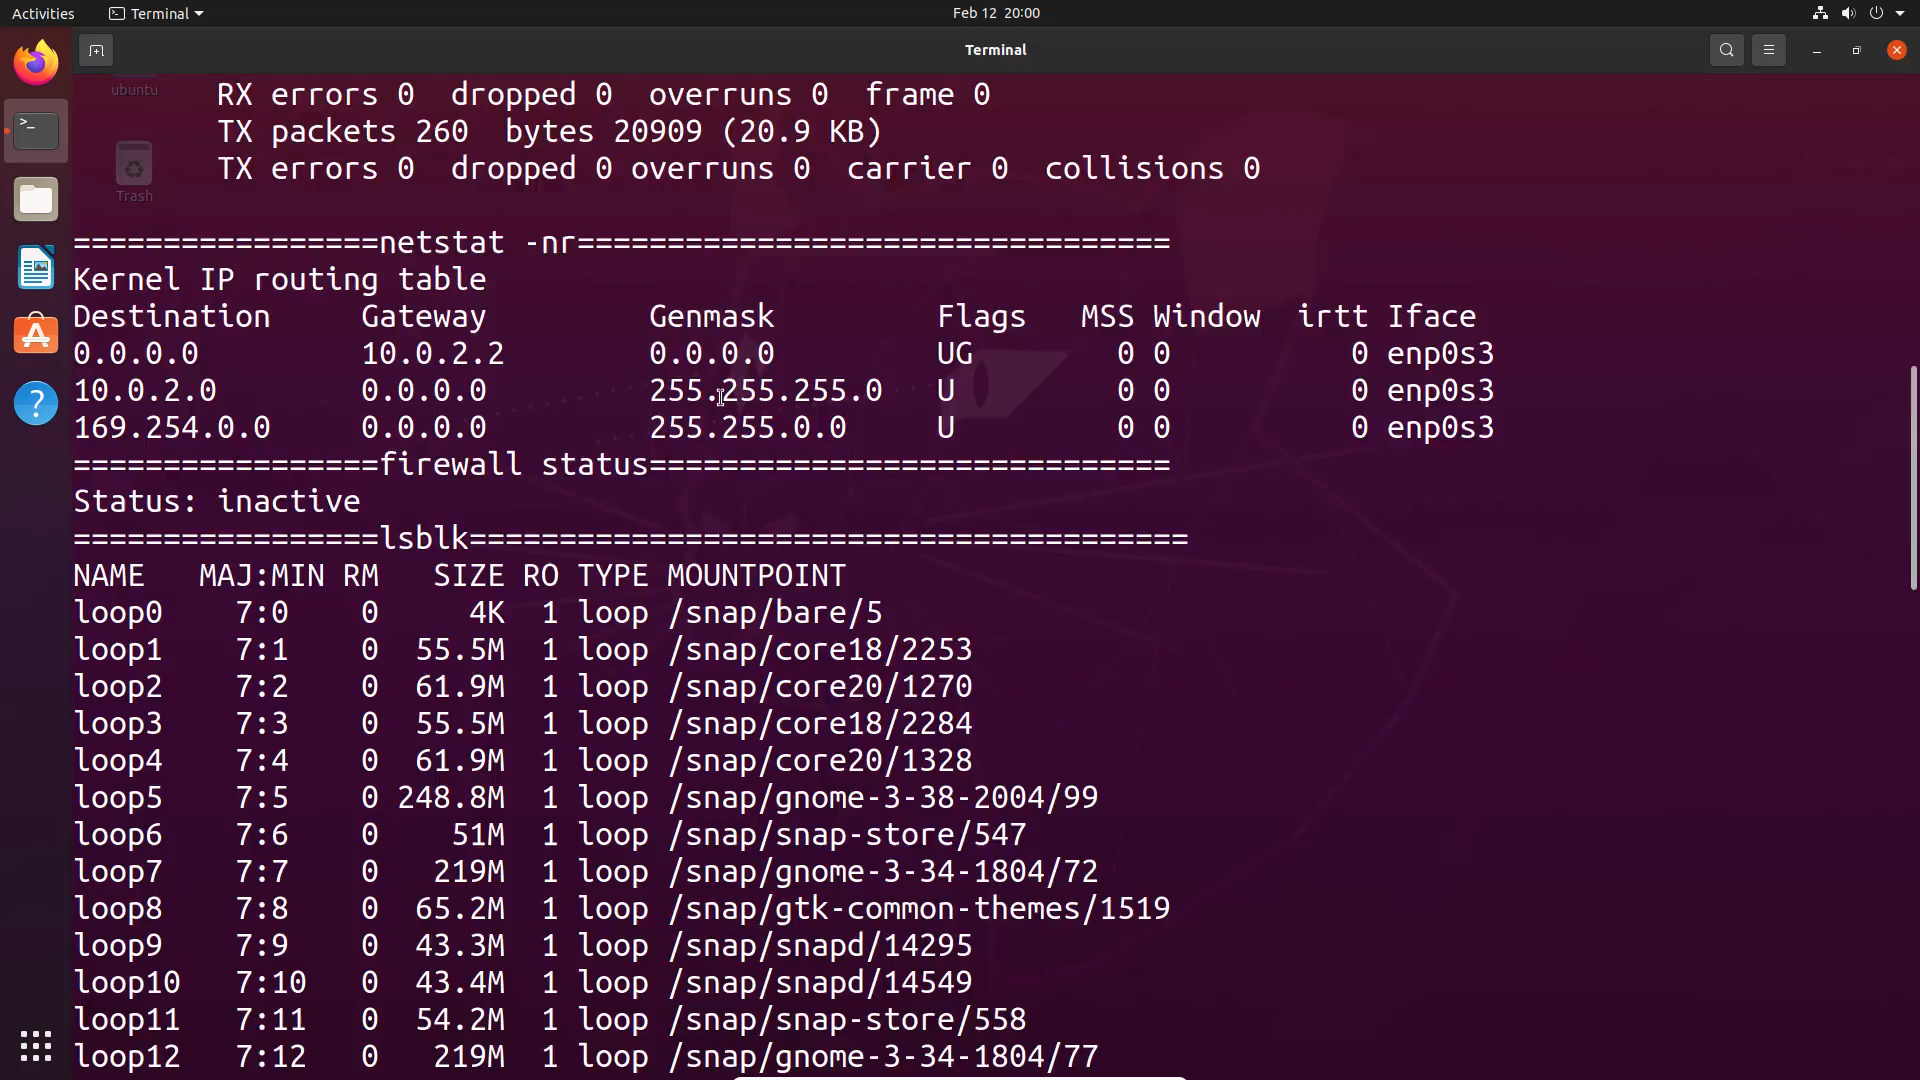 Activities Terminal Feb 12 20:00
Terminal
ubuntu
Trash
RX errors 0  dropped 0  overruns 0  frame 0
TX packets 260  bytes 20909 (20.9 KB)
TX errors 0  dropped 0 overruns 0  carrier 0  collisions 0
=================netstat -nr=================================
Kernel IP routing table
Destination     Gateway         Genmask         Flags   MSS Window  irtt Iface
0.0.0.0         10.0.2.2        0.0.0.0         UG        0 0          0 enp0s3
10.0.2.0        0.0.0.0         255.255.255.0   U         0 0          0 enp0s3
169.254.0.0     0.0.0.0         255.255.0.0     U         0 0          0 enp0s3
=================firewall status=============================
Status: inactive
=================lsblk========================================
NAME   MAJ:MIN RM   SIZE RO TYPE MOUNTPOINT
loop0    7:0    0     4K  1 loop /snap/bare/5
loop1    7:1    0  55.5M  1 loop /snap/core18/2253
loop2    7:2    0  61.9M  1 loop /snap/core20/1270
loop3    7:3    0  55.5M  1 loop /snap/core18/2284
loop4    7:4    0  61.9M  1 loop /snap/core20/1328
loop5    7:5    0 248.8M  1 loop /snap/gnome-3-38-2004/99
loop6    7:6    0    51M  1 loop /snap/snap-store/547
loop7    7:7    0   219M  1 loop /snap/gnome-3-34-1804/72
loop8    7:8    0  65.2M  1 loop /snap/gtk-common-themes/1519
loop9    7:9    0  43.3M  1 loop /snap/snapd/14295
loop10   7:10   0  43.4M  1 loop /snap/snapd/14549
loop11   7:11   0  54.2M  1 loop /snap/snap-store/558
loop12   7:12   0   219M  1 loop /snap/gnome-3-34-1804/77